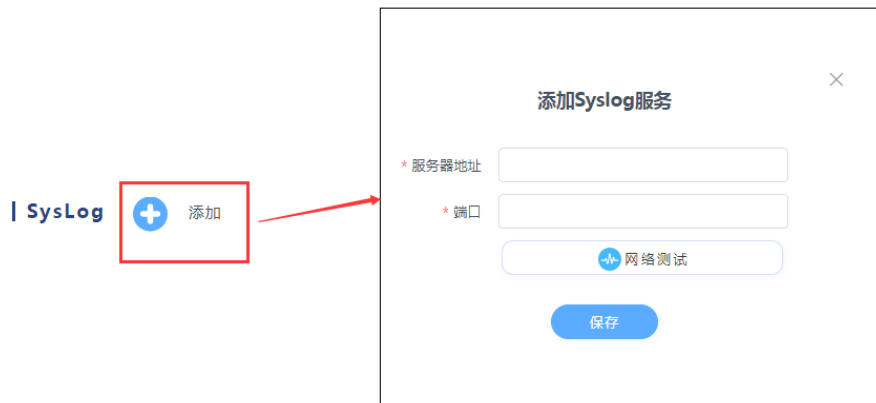 SysLog
添加
添加Syslog服务
* 服务器地址
* 端口
网络测试
保存